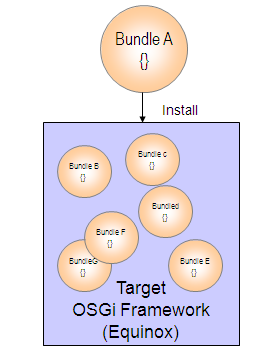 Bundle A
{}
Install
Bundle B
{}
Bundle c
{}
Bundled
{}
Bundle F
{}
BundleG
{}
Bundle E
{}
Target
OSGi Framework
(Equinox)